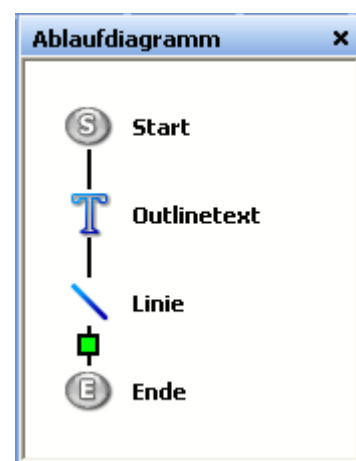 Ablaufdiagramm
S Start
T Outlinetext
Linie
E Ende